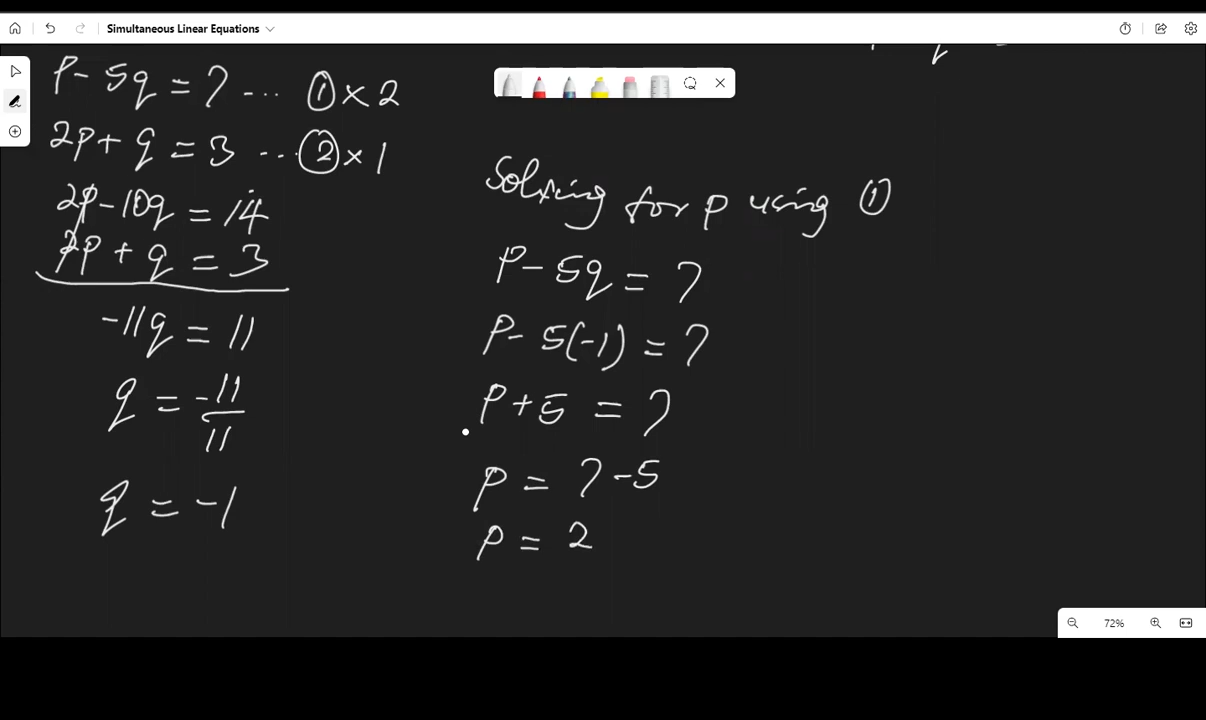 Simultaneous Linear Equations
p - 5q = 7 ... ① × 2
2p + q = 3 ... ② × 1
2p - 10q = 14
2p + q = 3
-11q = 11
q = -11/11
q = -1
Solving for p using ①
p - 5q = 7
p - 5(-1) = 7
p + 5 = 7
p = 7 - 5
p = 2
72%